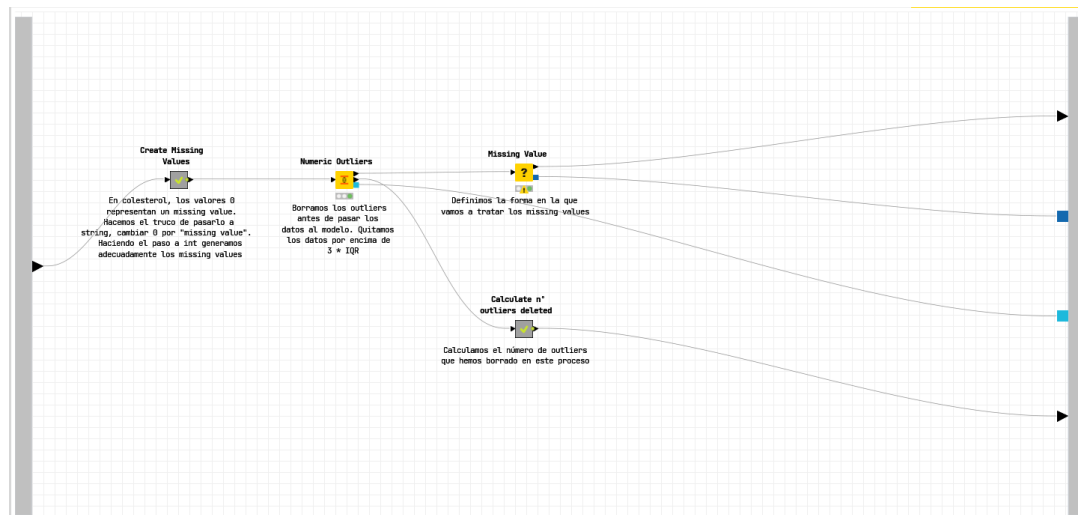 Create Missing
Values
En colesterol, los valores 0
representan un missing value.
Hacemos el truco de pasarlo a
string, cambiar 0 por "missing value".
Haciendo el paso a int generamos
adecuadamente los missing values
Numeric Outliers
Borramos los outliers
antes de pasar los
datos al modelo. Quitamos
los datos por encima de
3 * IQR
Missing Value
?
Definimos la forma en la que
vamos a tratar los missing values
Calculate n°
outliers deleted
Calculamos el número de outliers
que hemos borrado en este proceso